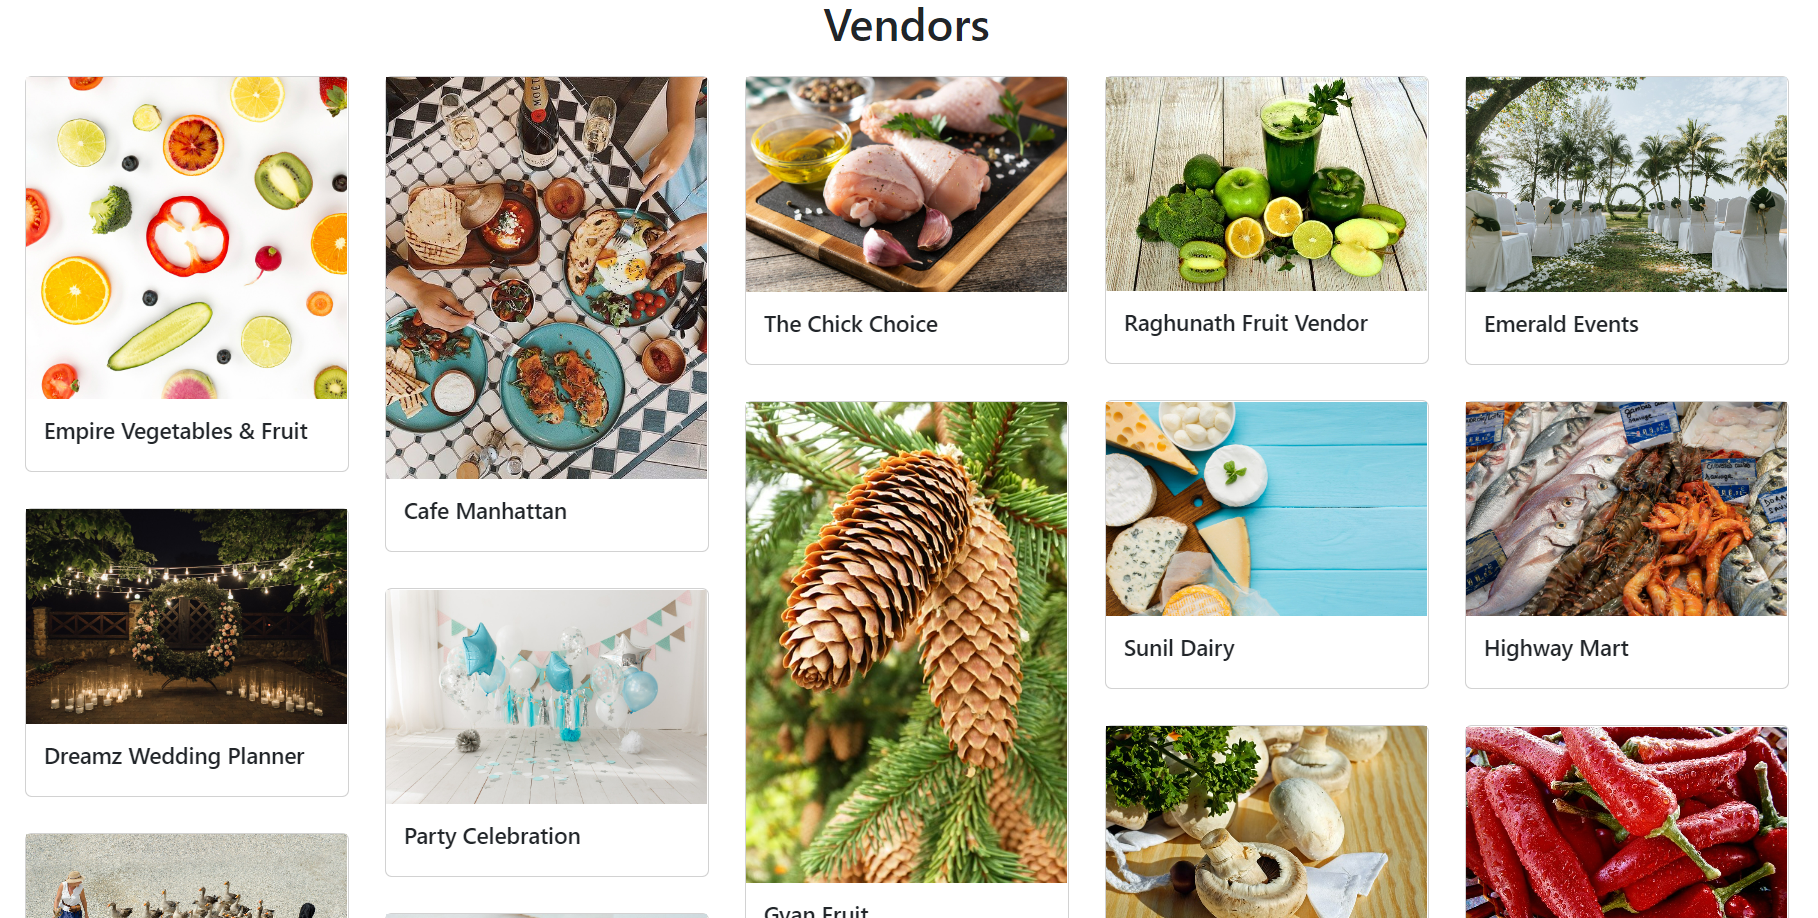 Vendors
MOËT
Empire Vegetables & Fruit
Cafe Manhattan
The Chick Choice
Raghunath Fruit Vendor
Emerald Events
Dreamz Wedding Planner
Party Celebration
Gyan Fruit
Sunil Dairy
Highway Mart